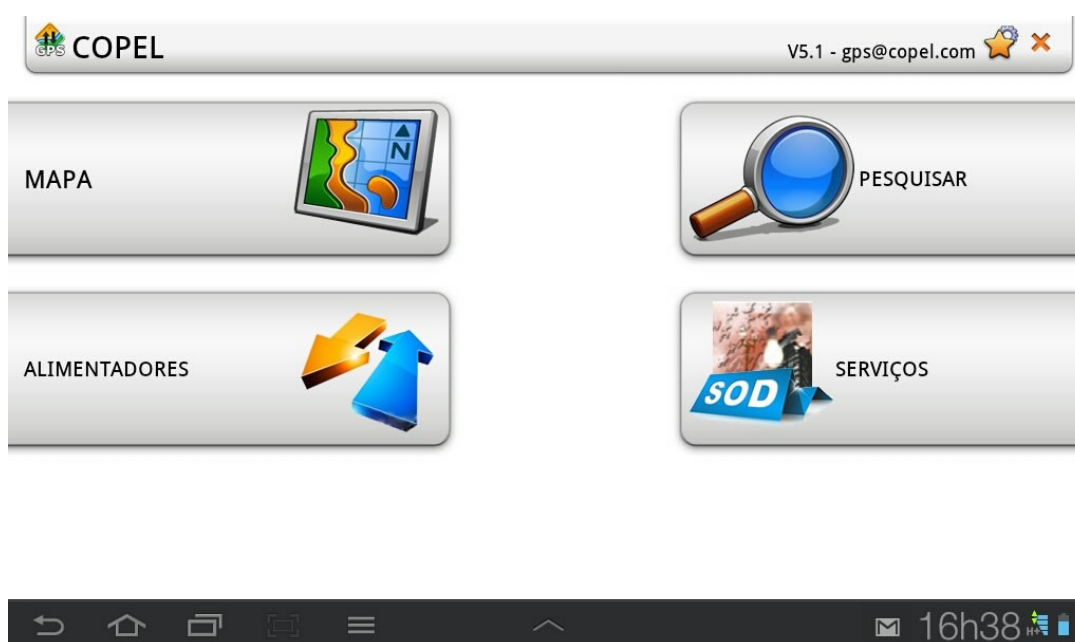 GPS COPEL
V5.1 - gps@copel.com
MAPA
N
PESQUISAR
ALIMENTADORES
SOD
SERVIÇOS
16h38
H+